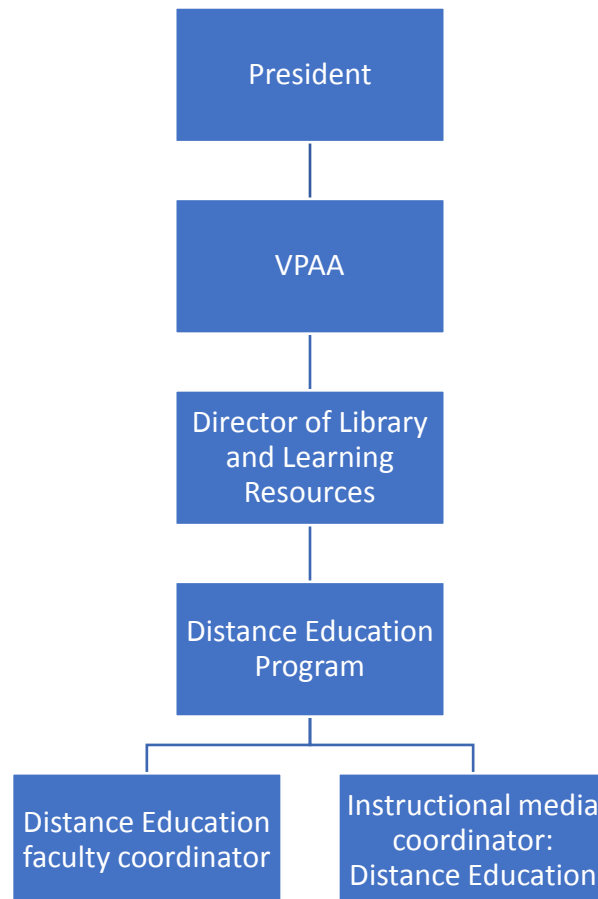 President
VPAA
Director of Library
and Learning
Resources
Distance Education
Program
Distance Education
faculty coordinator
Instructional media
coordinator:
Distance Education